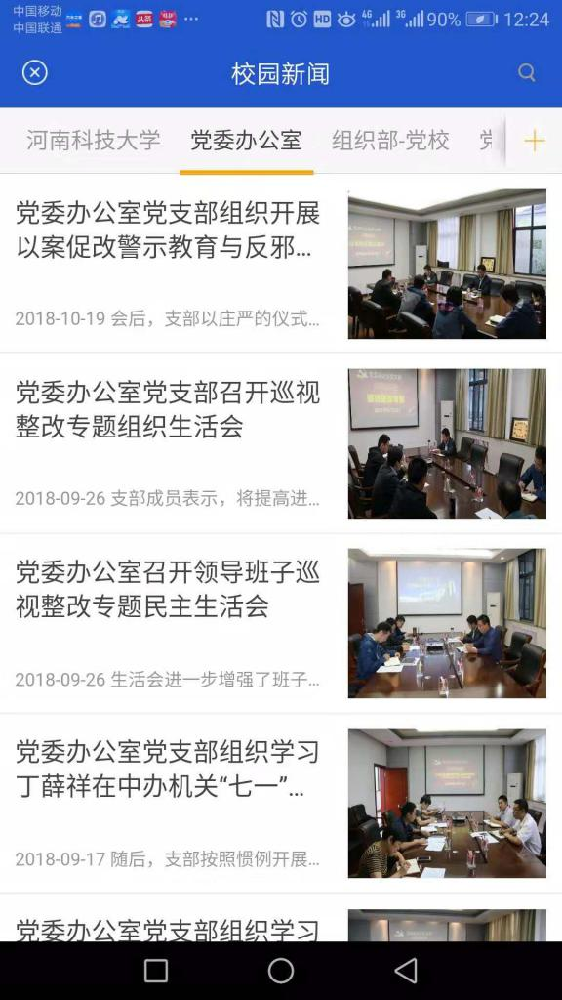 中国移动
中国联通
头条
HD
4G
3G
90%
12:24
校园新闻
河南科技大学
党委办公室
组织部-党校
党委办公室党支部组织开展
以案促改警示教育与反邪...
2018-10-19 会后，支部以庄严的仪式...
党委办公室党支部召开巡视
整改专题组织生活会
2018-09-26 支部成员表示，将提高进...
党委办公室召开领导班子巡
视整改专题民主生活会
2018-09-26 生活会进一步增强了班子...
党委办公室党支部组织学习
丁薛祥在中办机关“七一”...
2018-09-17 随后，支部按照惯例开展...
党委办公室党支部组织学习